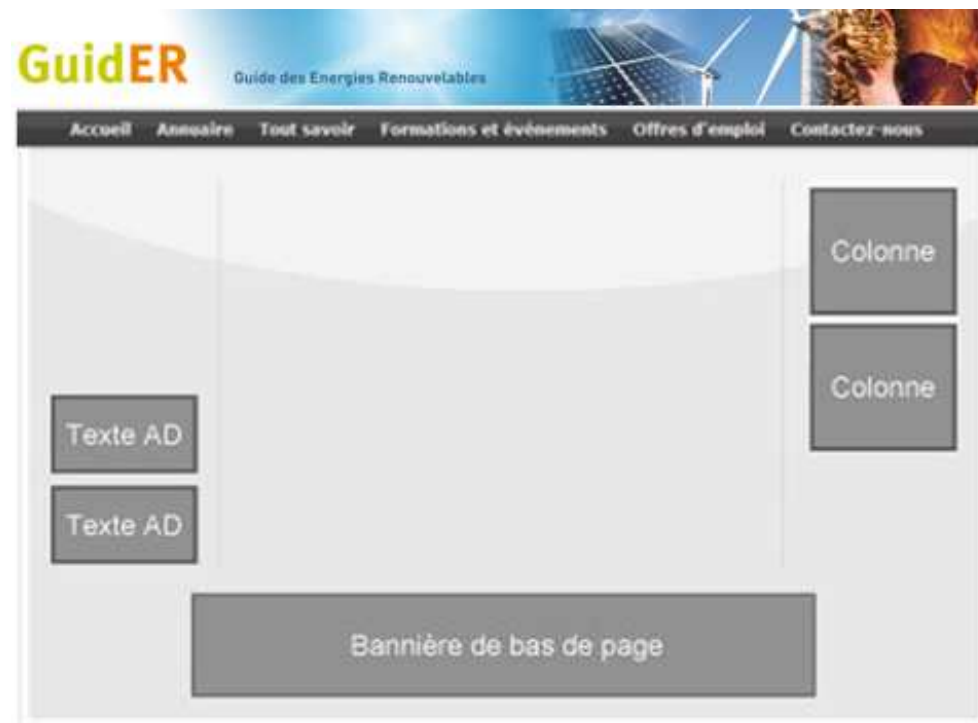 GuidER
Guide des Energies Renouvelables
Accueil Annuaire Tout savoir Formations et événements Offres d'emploi Contactez-nous
Colonne
Colonne
Texte AD
Texte AD
Bannière de bas de page